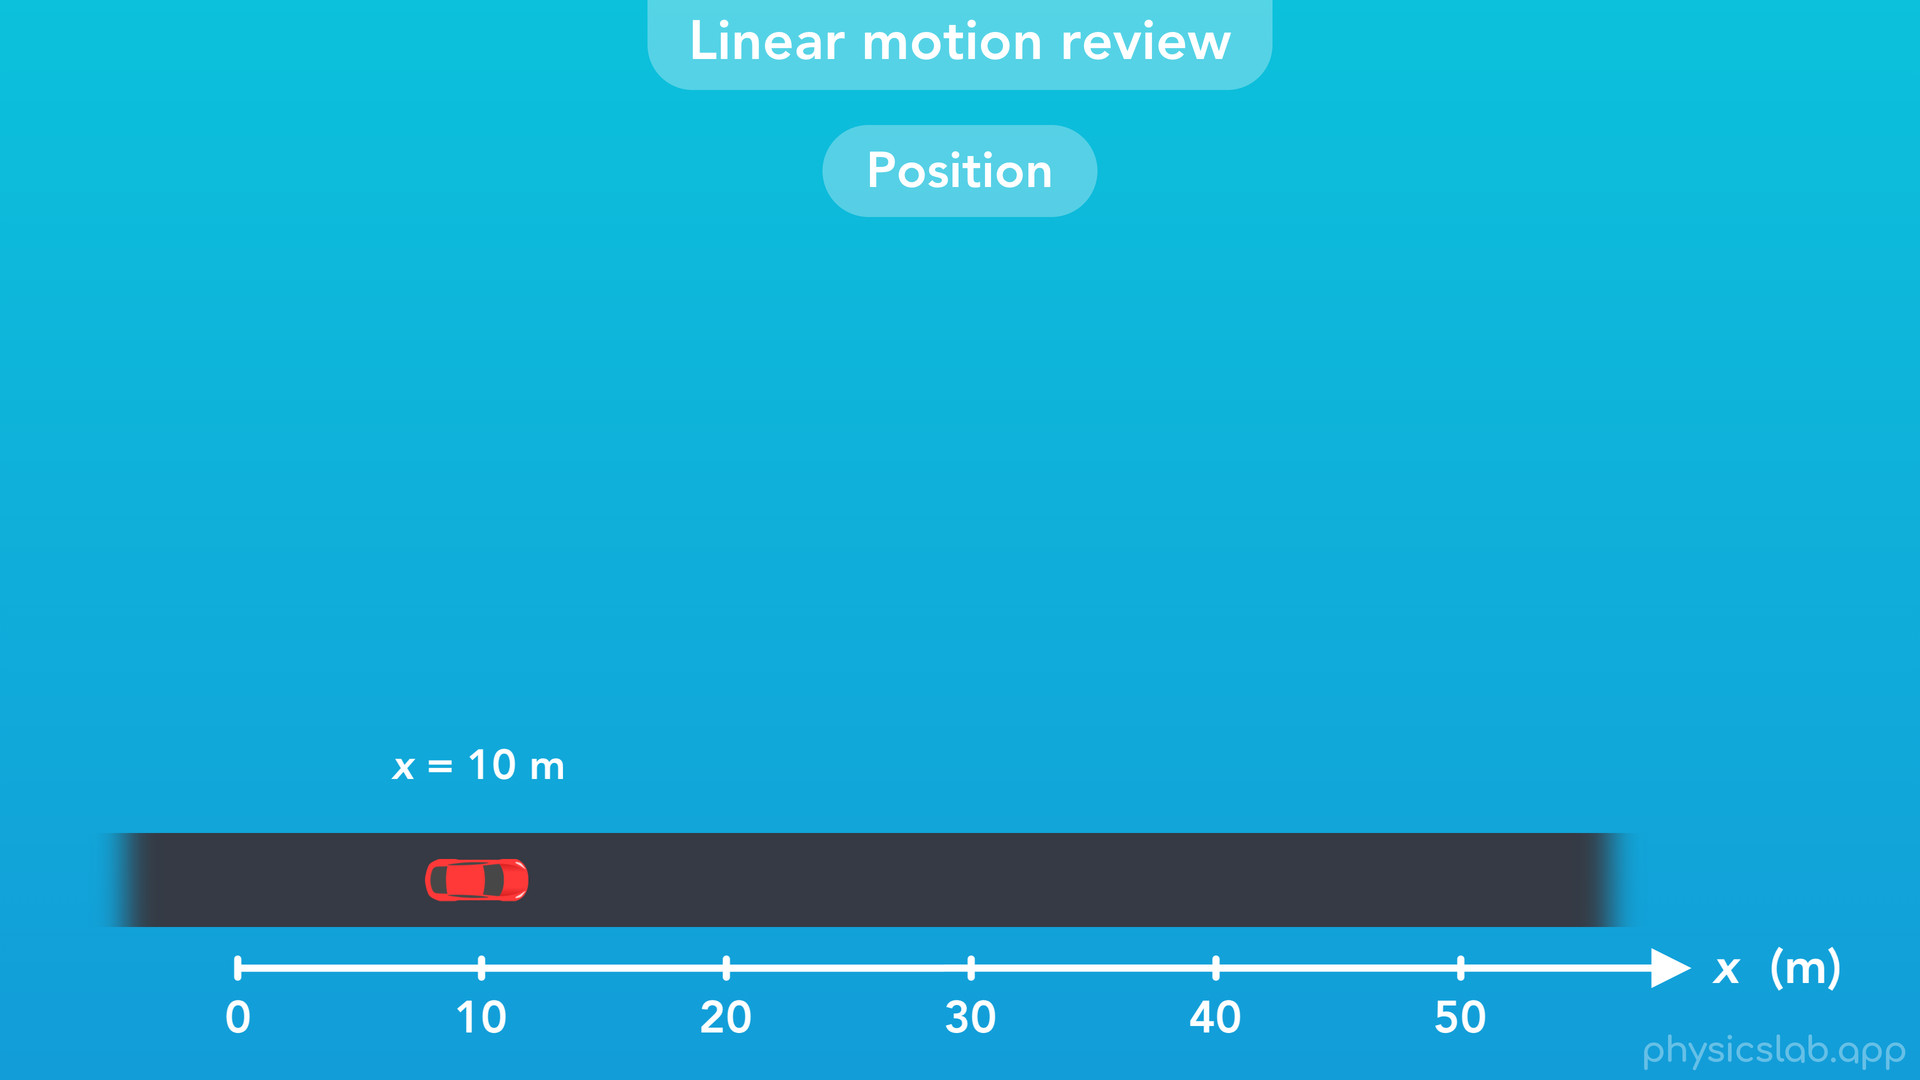 Linear motion review
Position
x = 10 m
x (m)
0 10 20 30 40 50
physicslab.app